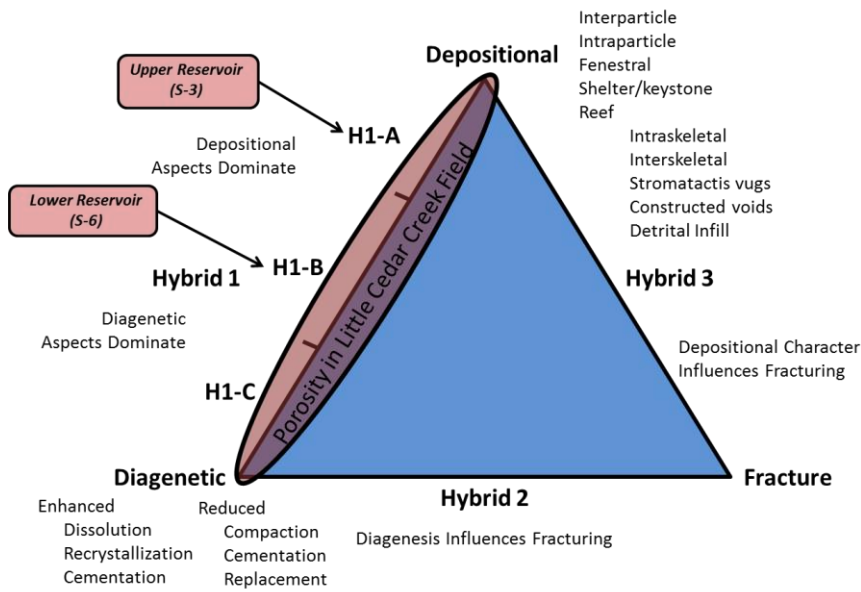 Interparticle
Intraparticle
Fenestral
Shelter/keystone
Reef
Intraskeletal
Interskeletal
Stromatactis vugs
Constructed voids
Detrital Infill
Depositional
Upper Reservoir
(S-3)
H1-A
Depositional
Aspects Dominate
Lower Reservoir
(S-6)
H1-B
Hybrid 1
Diagenetic
Aspects Dominate
H1-C
Porosity in Little Cedar Creek Field
Hybrid 3
Depositional Character
Influences Fracturing
Diagenetic
Fracture
Hybrid 2
Diagenesis Influences Fracturing
Enhanced
Dissolution
Recrystallization
Cementation
Reduced
Compaction
Cementation
Replacement